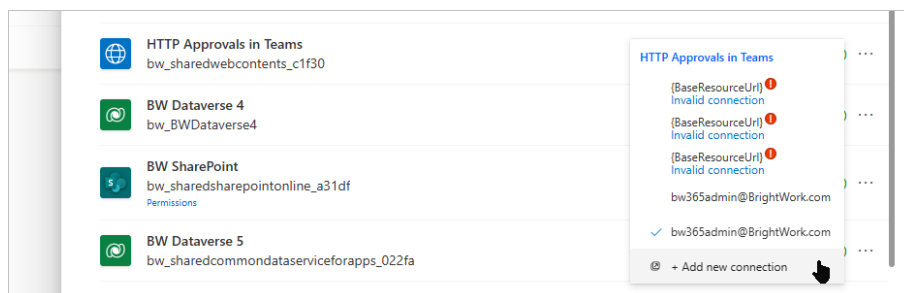 HTTP Approvals in Teams
bw_sharedwebcontents_c1f30
BW Dataverse 4
bw_BWDataverse4
BW SharePoint
bw_sharedsharepointonline_a31df
Permissions
BW Dataverse 5
bw_sharedcommondataserviceforapps_022fa
HTTP Approvals in Teams
{BaseResourceUrl}
Invalid connection
{BaseResourceUrl}
Invalid connection
{BaseResourceUrl}
Invalid connection
bw365admin@BrightWork.com
bw365admin@BrightWork.com
+ Add new connection